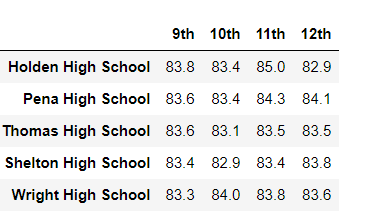 9th 10th 11th 12th
Holden High School 83.8 83.4 85.0 82.9
Pena High School 83.6 83.4 84.3 84.1
Thomas High School 83.6 83.1 83.5 83.5
Shelton High School 83.4 82.9 83.4 83.8
Wright High School 83.3 84.0 83.8 83.6